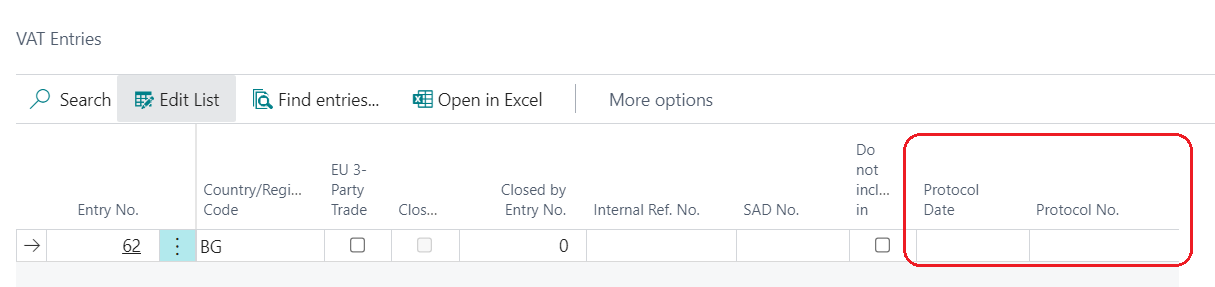 VAT Entries
Search Edit List Find entries... Open in Excel More options
Entry No.
Country/Regi...
Code
EU 3-
Party
Trade
Clos...
Closed by
Entry No.
Internal Ref. No.
SAD No.
Do
not
incl...
in
Protocol
Date
Protocol No.
62 BG 0